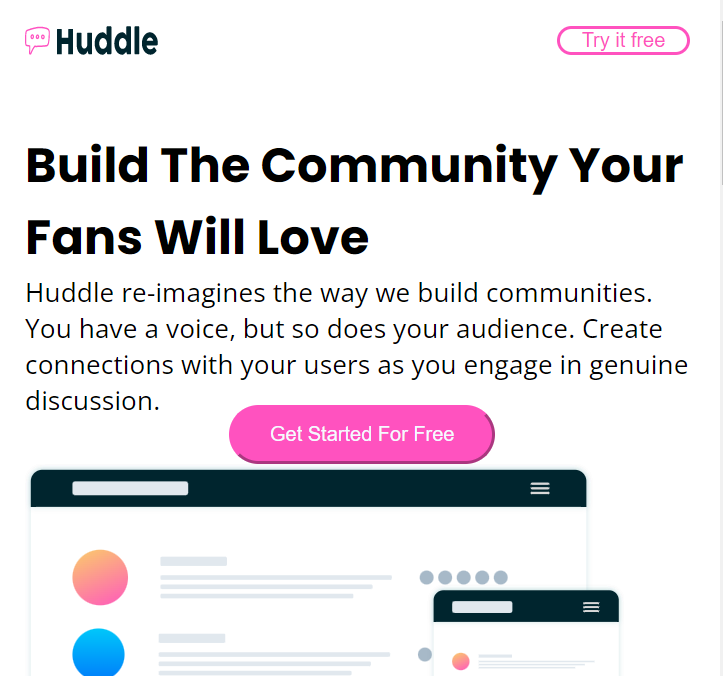 Huddle
Try it free
Build The Community Your
Fans Will Love
Huddle re-imagines the way we build communities.
You have a voice, but so does your audience. Create
connections with your users as you engage in genuine
discussion.
Get Started For Free